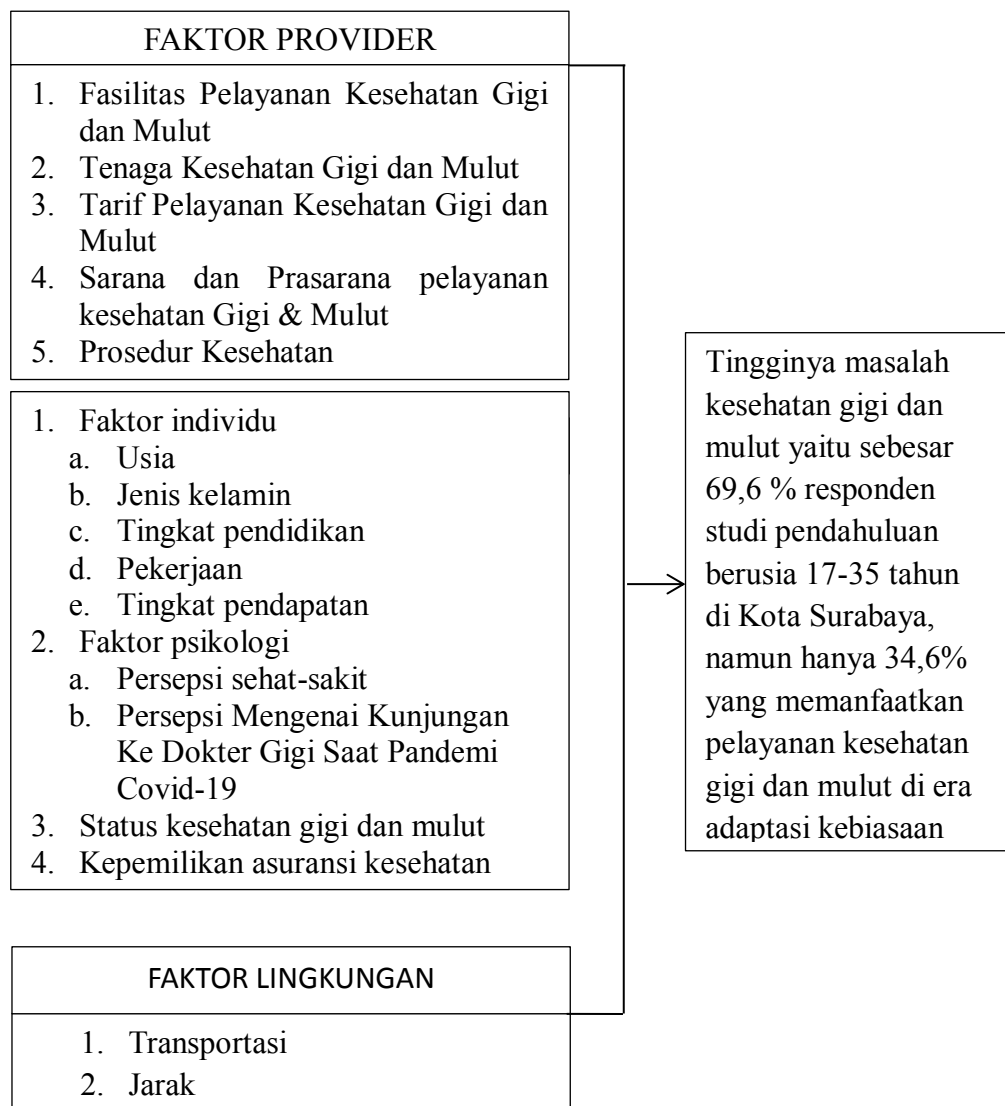 FAKTOR PROVIDER
1. Fasilitas Pelayanan Kesehatan Gigi
dan Mulut
2. Tenaga Kesehatan Gigi dan Mulut
3. Tarif Pelayanan Kesehatan Gigi dan
Mulut
4. Sarana dan Prasarana pelayanan
kesehatan Gigi & Mulut
5. Prosedur Kesehatan
1. Faktor individu
a. Usia
b. Jenis kelamin
c. Tingkat pendidikan
d. Pekerjaan
e. Tingkat pendapatan
2. Faktor psikologi
a. Persepsi sehat-sakit
b. Persepsi Mengenai Kunjungan
Ke Dokter Gigi Saat Pandemi
Covid-19
3. Status kesehatan gigi dan mulut
4. Kepemilikan asuransi kesehatan
FAKTOR LINGKUNGAN
1. Transportasi
2. Jarak
Tingginya masalah
kesehatan gigi dan
mulut yaitu sebesar
69,6 % responden
studi pendahuluan
berusia 17-35 tahun
di Kota Surabaya,
namun hanya 34,6%
yang memanfaatkan
pelayanan kesehatan
gigi dan mulut di era
adaptasi kebiasaan